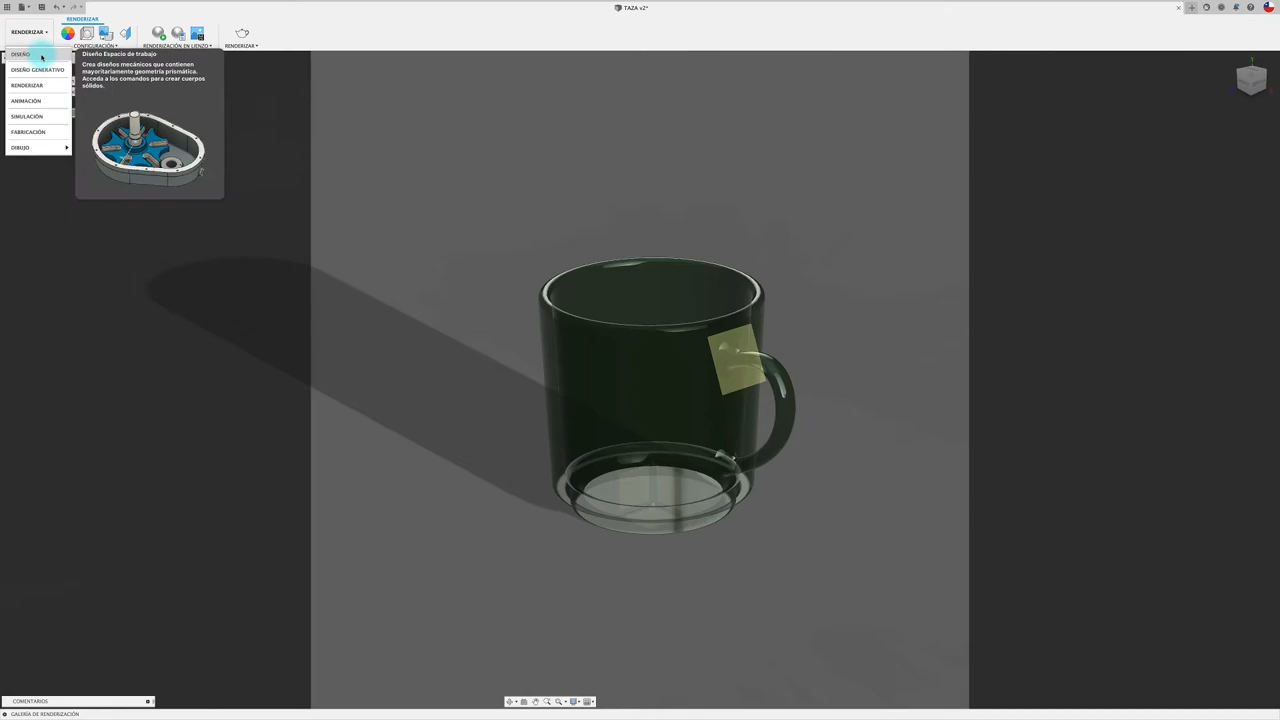 TAZA v2*
RENDERIZAR
RENDERIZAR
CONFIGURACIÓN
RENDERIZACIÓN EN LIENZO
RENDERIZAR
DISEÑO
DISEÑO GENERATIVO
RENDERIZAR
ANIMACIÓN
SIMULACIÓN
FABRICACIÓN
DIBUJO
Diseño Espacio de trabajo
Crea diseños mecánicos que contienen
mayoritariamente geometría prismática.
Acceda a los comandos para crear cuerpos
sólidos.
COMENTARIOS
GALERÍA DE RENDERIZACIÓN